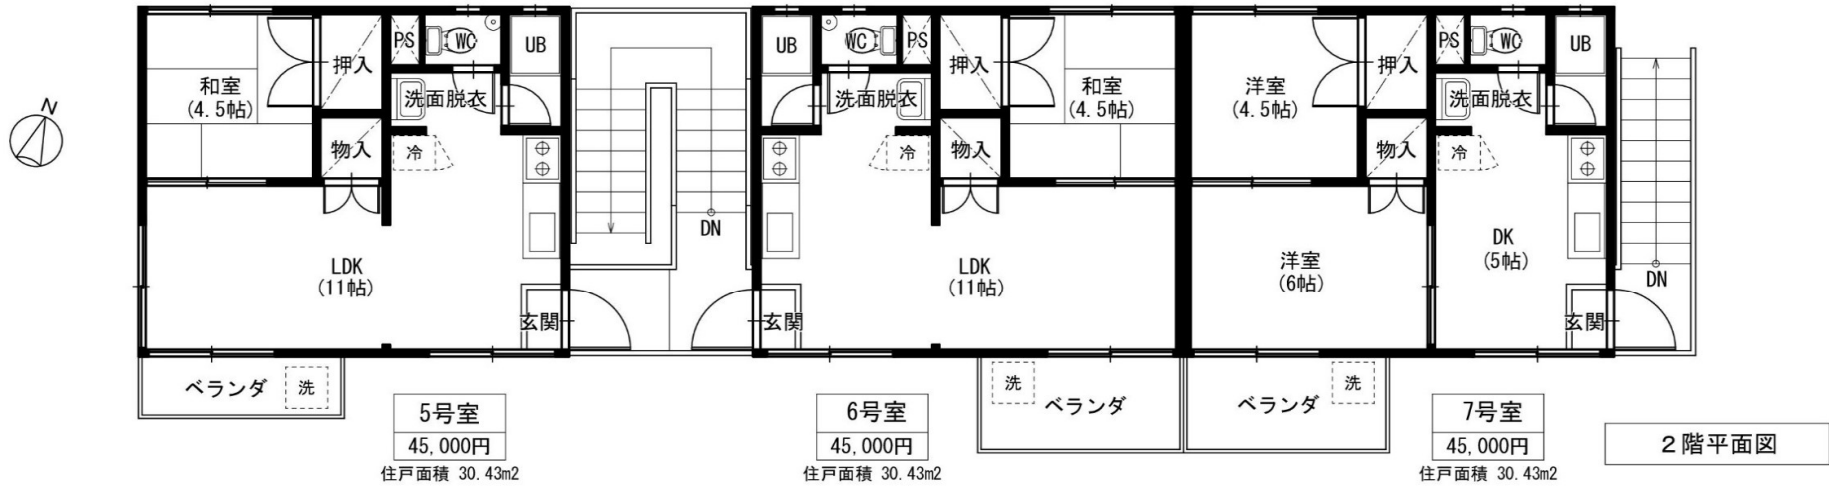 N
和室
(4.5帖)
押入
PS
WC
UB
洗面脱衣
物入
冷
LDK
(11帖)
玄関
ベランダ
洗
5号室
45,000円
住戸面積 30.43m2
DN
UB
WC
PS
押入
和室
(4.5帖)
洗面脱衣
冷
物入
LDK
(11帖)
玄関
洗
ベランダ
6号室
45,000円
住戸面積 30.43m2
洋室
(4.5帖)
押入
PS
WC
UB
洗面脱衣
物入
冷
洋室
(6帖)
DK
(5帖)
玄関
DN
ベランダ
洗
7号室
45,000円
住戸面積 30.43m2
2階平面図